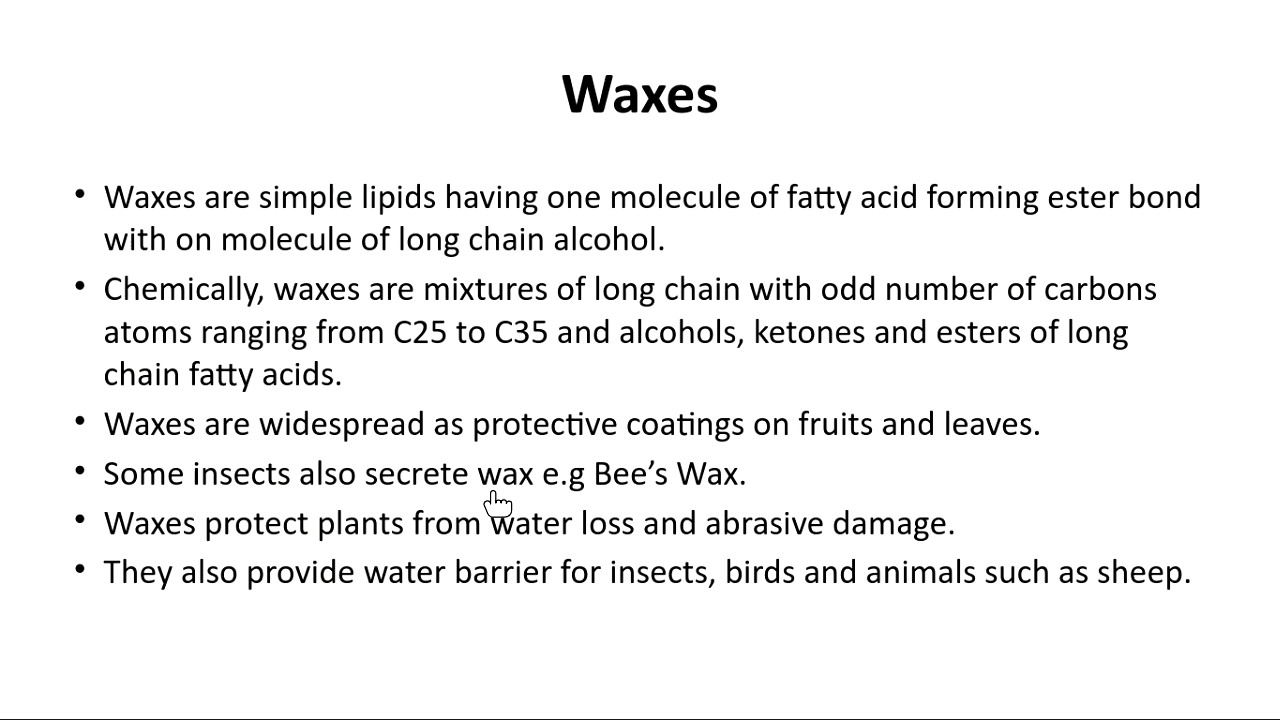 Waxes
• Waxes are simple lipids having one molecule of fatty acid forming ester bond
with on molecule of long chain alcohol.
• Chemically, waxes are mixtures of long chain with odd number of carbons
atoms ranging from C25 to C35 and alcohols, ketones and esters of long
chain fatty acids.
• Waxes are widespread as protective coatings on fruits and leaves.
• Some insects also secrete wax e.g Bee’s Wax.
• Waxes protect plants from water loss and abrasive damage.
• They also provide water barrier for insects, birds and animals such as sheep.